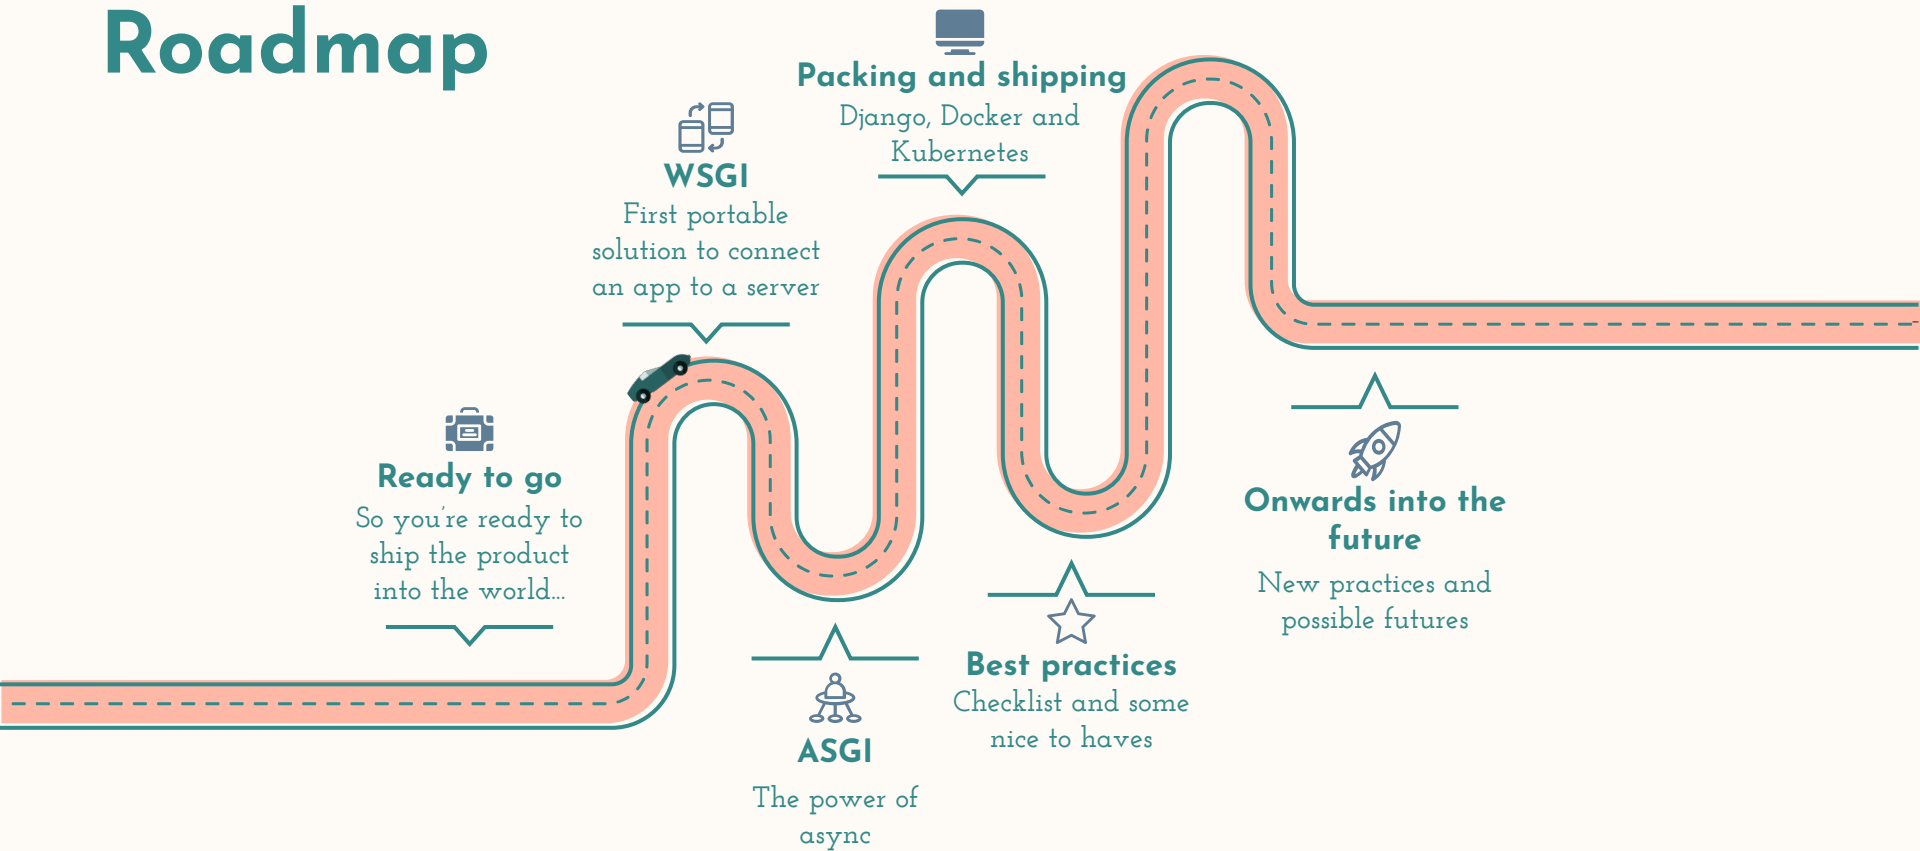 Roadmap
Ready to go
So you're ready to
ship the product
into the world...
WSGI
First portable
solution to connect
an app to a server
ASGI
The power of
async
Packing and shipping
Django, Docker and
Kubernetes
Best practices
Checklist and some
nice to haves
Onwards into the
future
New practices and
possible futures